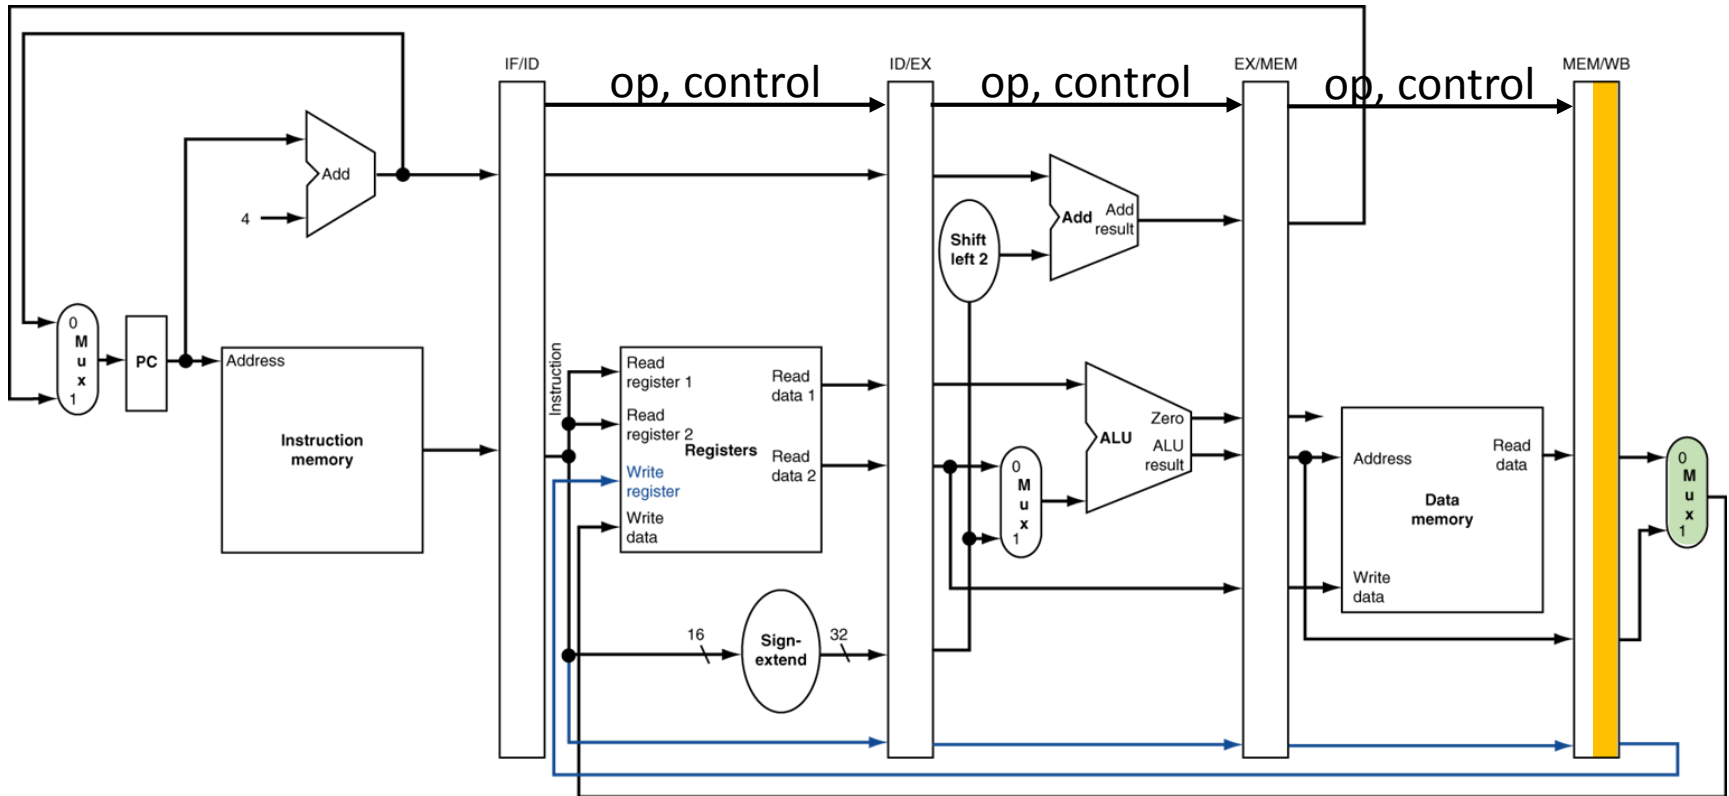 IF/ID
ID/EX
EX/MEM
MEM/WB
op, control
op, control
op, control
Add
4
Add
Add
result
Shift
left 2
0
M
u
x
1
PC
Address
Instruction
memory
Instruction
Read
register 1
Read
register 2
Registers
Write
register
Write
data
Read
data 1
Read
data 2
16
Sign-
extend
32
0
M
u
x
1
ALU
Zero
ALU
result
Address
Read
data
Data
memory
Write
data
0
M
u
x
1